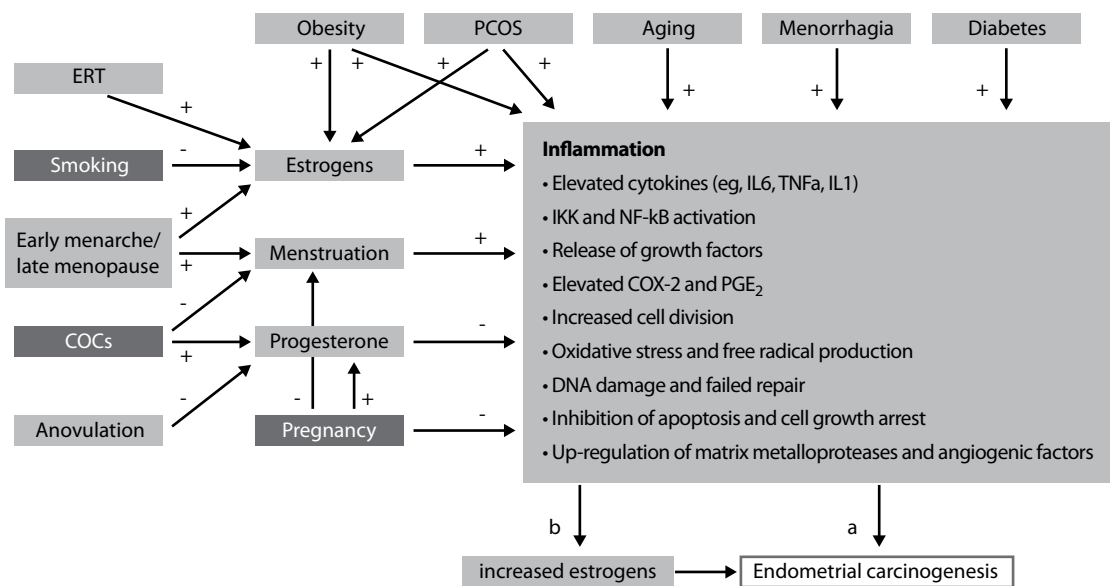 Obesity
PCOS
Aging
Menorrhagia
Diabetes
+
+
+
+
+
+
+
ERT
+
Smoking
-
Estrogens
+
Inflammation
• Elevated cytokines (eg, IL6, TNFa, IL1)
• IKK and NF-kB activation
• Release of growth factors
• Elevated COX-2 and PGE₂
• Increased cell division
• Oxidative stress and free radical production
• DNA damage and failed repair
• Inhibition of apoptosis and cell growth arrest
• Up-regulation of matrix metalloproteases and angiogenic factors
Early menarche/
late menopause
+
+
Menstruation
+
-
COCs
+
Progesterone
-
Anovulation
-
-
+
Pregnancy
-
b
a
increased estrogens
Endometrial carcinogenesis